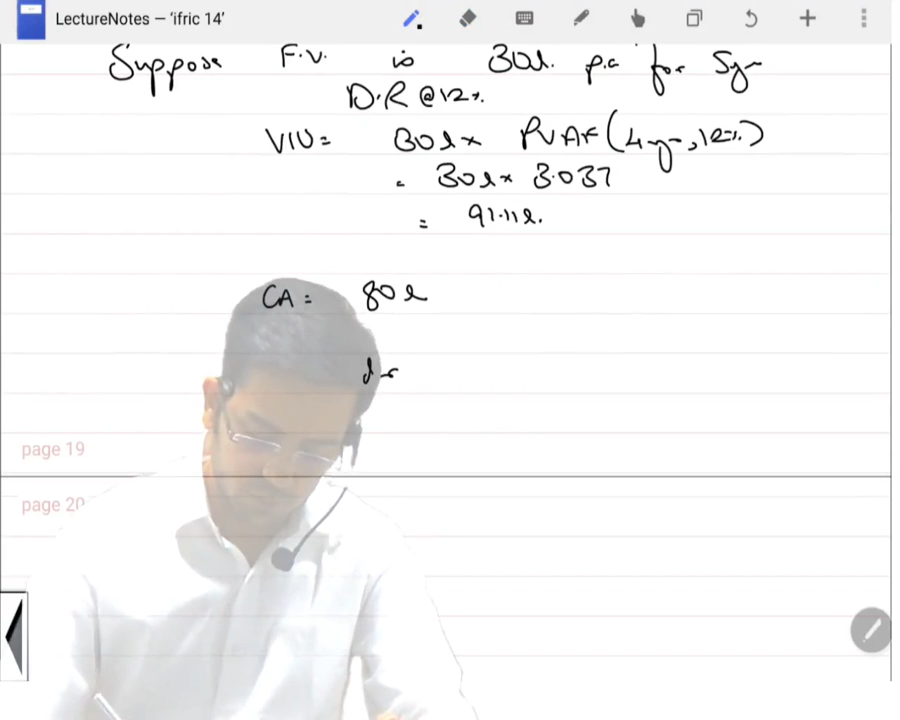 LectureNotes — ‘ifric 14’
Suppose F.V. is 30l. p.a for 5yr
D.R @12%.
VIU = 30l x PVAF (4yr, 12%)
= 30l x 3.037
= 91.11l.
CA = 80l
page 19
page 20